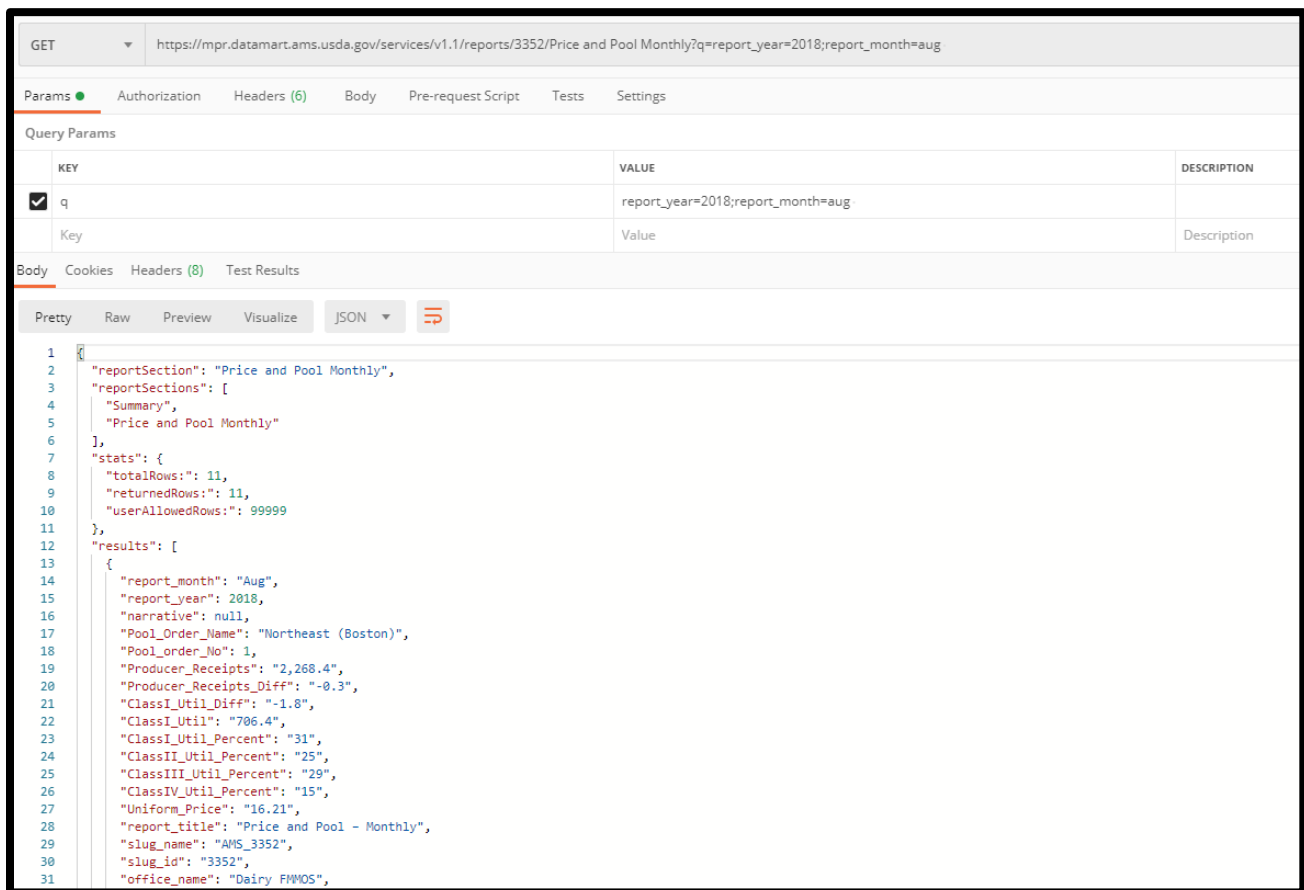 GET https://mpr.datamart.ams.usda.gov/services/v1.1/reports/3352/Price and Pool Monthly?q=report_year=2018;report_month=aug
Params Authorization Headers (6) Body Pre-request Script Tests Settings
Query Params
KEY VALUE DESCRIPTION
q report_year=2018;report_month=aug
Key Value Description
Body Cookies Headers (8) Test Results
Pretty Raw Preview Visualize JSON
1 {
2 "reportSection": "Price and Pool Monthly",
3 "reportSections": [
4 "Summary",
5 "Price and Pool Monthly"
6 ],
7 "stats": {
8 "totalRows:": 11,
9 "returnedRows:": 11,
10 "userAllowedRows:": 99999
11 },
12 "results": [
13 {
14 "report_month": "Aug",
15 "report_year": 2018,
16 "narrative": null,
17 "Pool_Order_Name": "Northeast (Boston)",
18 "Pool_order_No": 1,
19 "Producer_Receipts": "2,268.4",
20 "Producer_Receipts_Diff": "-0.3",
21 "ClassI_Util_Diff": "-1.8",
22 "ClassI_Util": "706.4",
23 "ClassI_Util_Percent": "31",
24 "ClassII_Util_Percent": "25",
25 "ClassIII_Util_Percent": "29",
26 "ClassIV_Util_Percent": "15",
27 "Uniform_Price": "16.21",
28 "report_title": "Price and Pool – Monthly",
29 "slug_name": "AMS_3352",
30 "slug_id": "3352",
31 "office_name": "Dairy FMMOS",